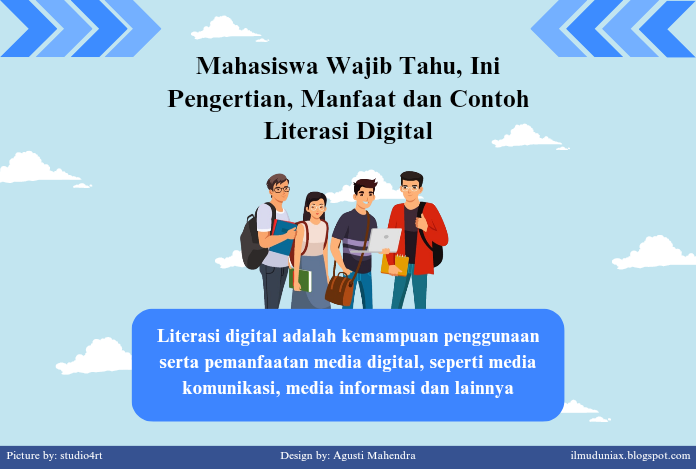 Mahasiswa Wajib Tahu, Ini
Pengertian, Manfaat dan Contoh
Literasi Digital
Literasi digital adalah kemampuan penggunaan
serta pemanfaatan media digital, seperti media
komunikasi, media informasi dan lainnya
Picture by: studio4rt
Design by: Agusti Mahendra
ilmuduniax.blogspot.com